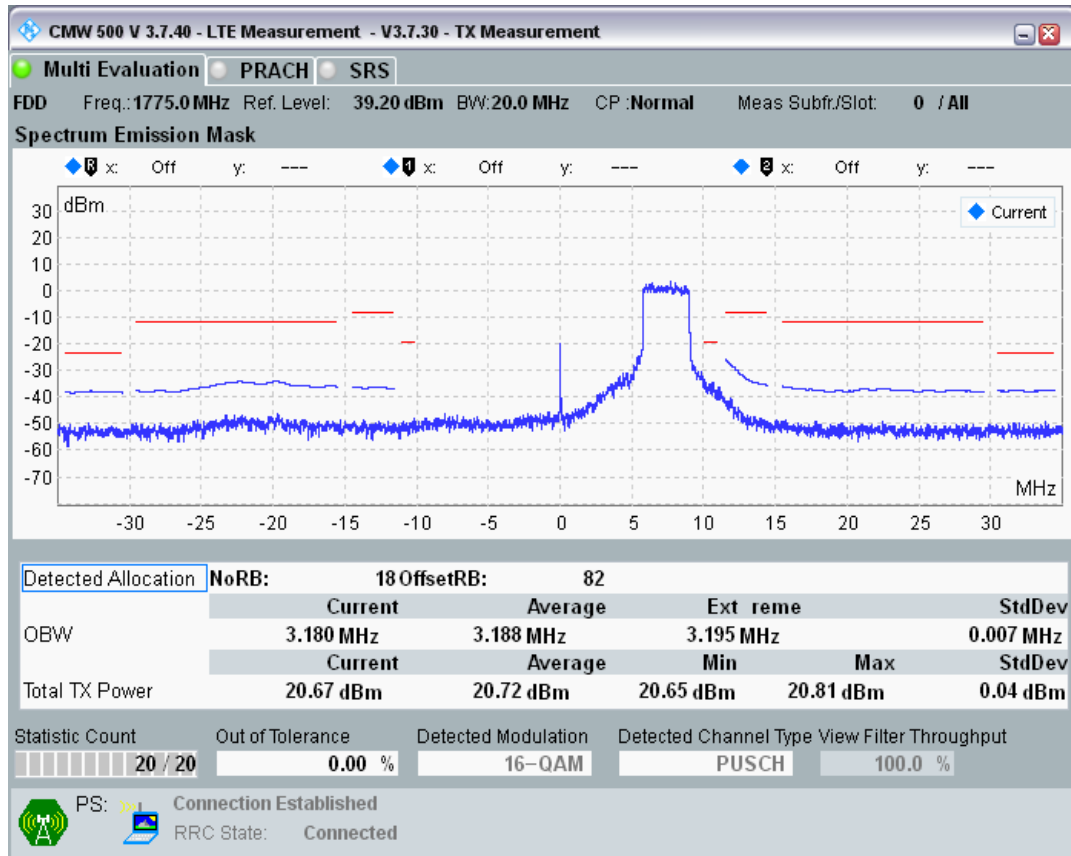 CMW 500 V 3.7.40 - LTE Measurement - V3.7.30 - TX Measurement
Multi Evaluation PRACH SRS
FDD Freq.: 1775.0 MHz Ref. Level: 39.20 dBm BW: 20.0 MHz CP : Normal Meas Subfr./Slot: 0 / All
Spectrum Emission Mask
R x: Off y: --- 1 x: Off y: --- 2 x: Off y: ---
dBm
Current
30
20
10
0
-10
-20
-30
-40
-50
-60
-70
MHz
-30 -25 -20 -15 -10 -5 0 5 10 15 20 25 30
Detected Allocation NoRB: 18 OffsetRB: 82
Current Average Ext reme StdDev
OBW 3.180 MHz 3.188 MHz 3.195 MHz 0.007 MHz
Current Average Min Max StdDev
Total TX Power 20.67 dBm 20.72 dBm 20.65 dBm 20.81 dBm 0.04 dBm
Statistic Count Out of Tolerance Detected Modulation Detected Channel Type View Filter Throughput
20 / 20 0.00 % 16-QAM PUSCH 100.0 %
PS: Connection Established
RRC State: Connected